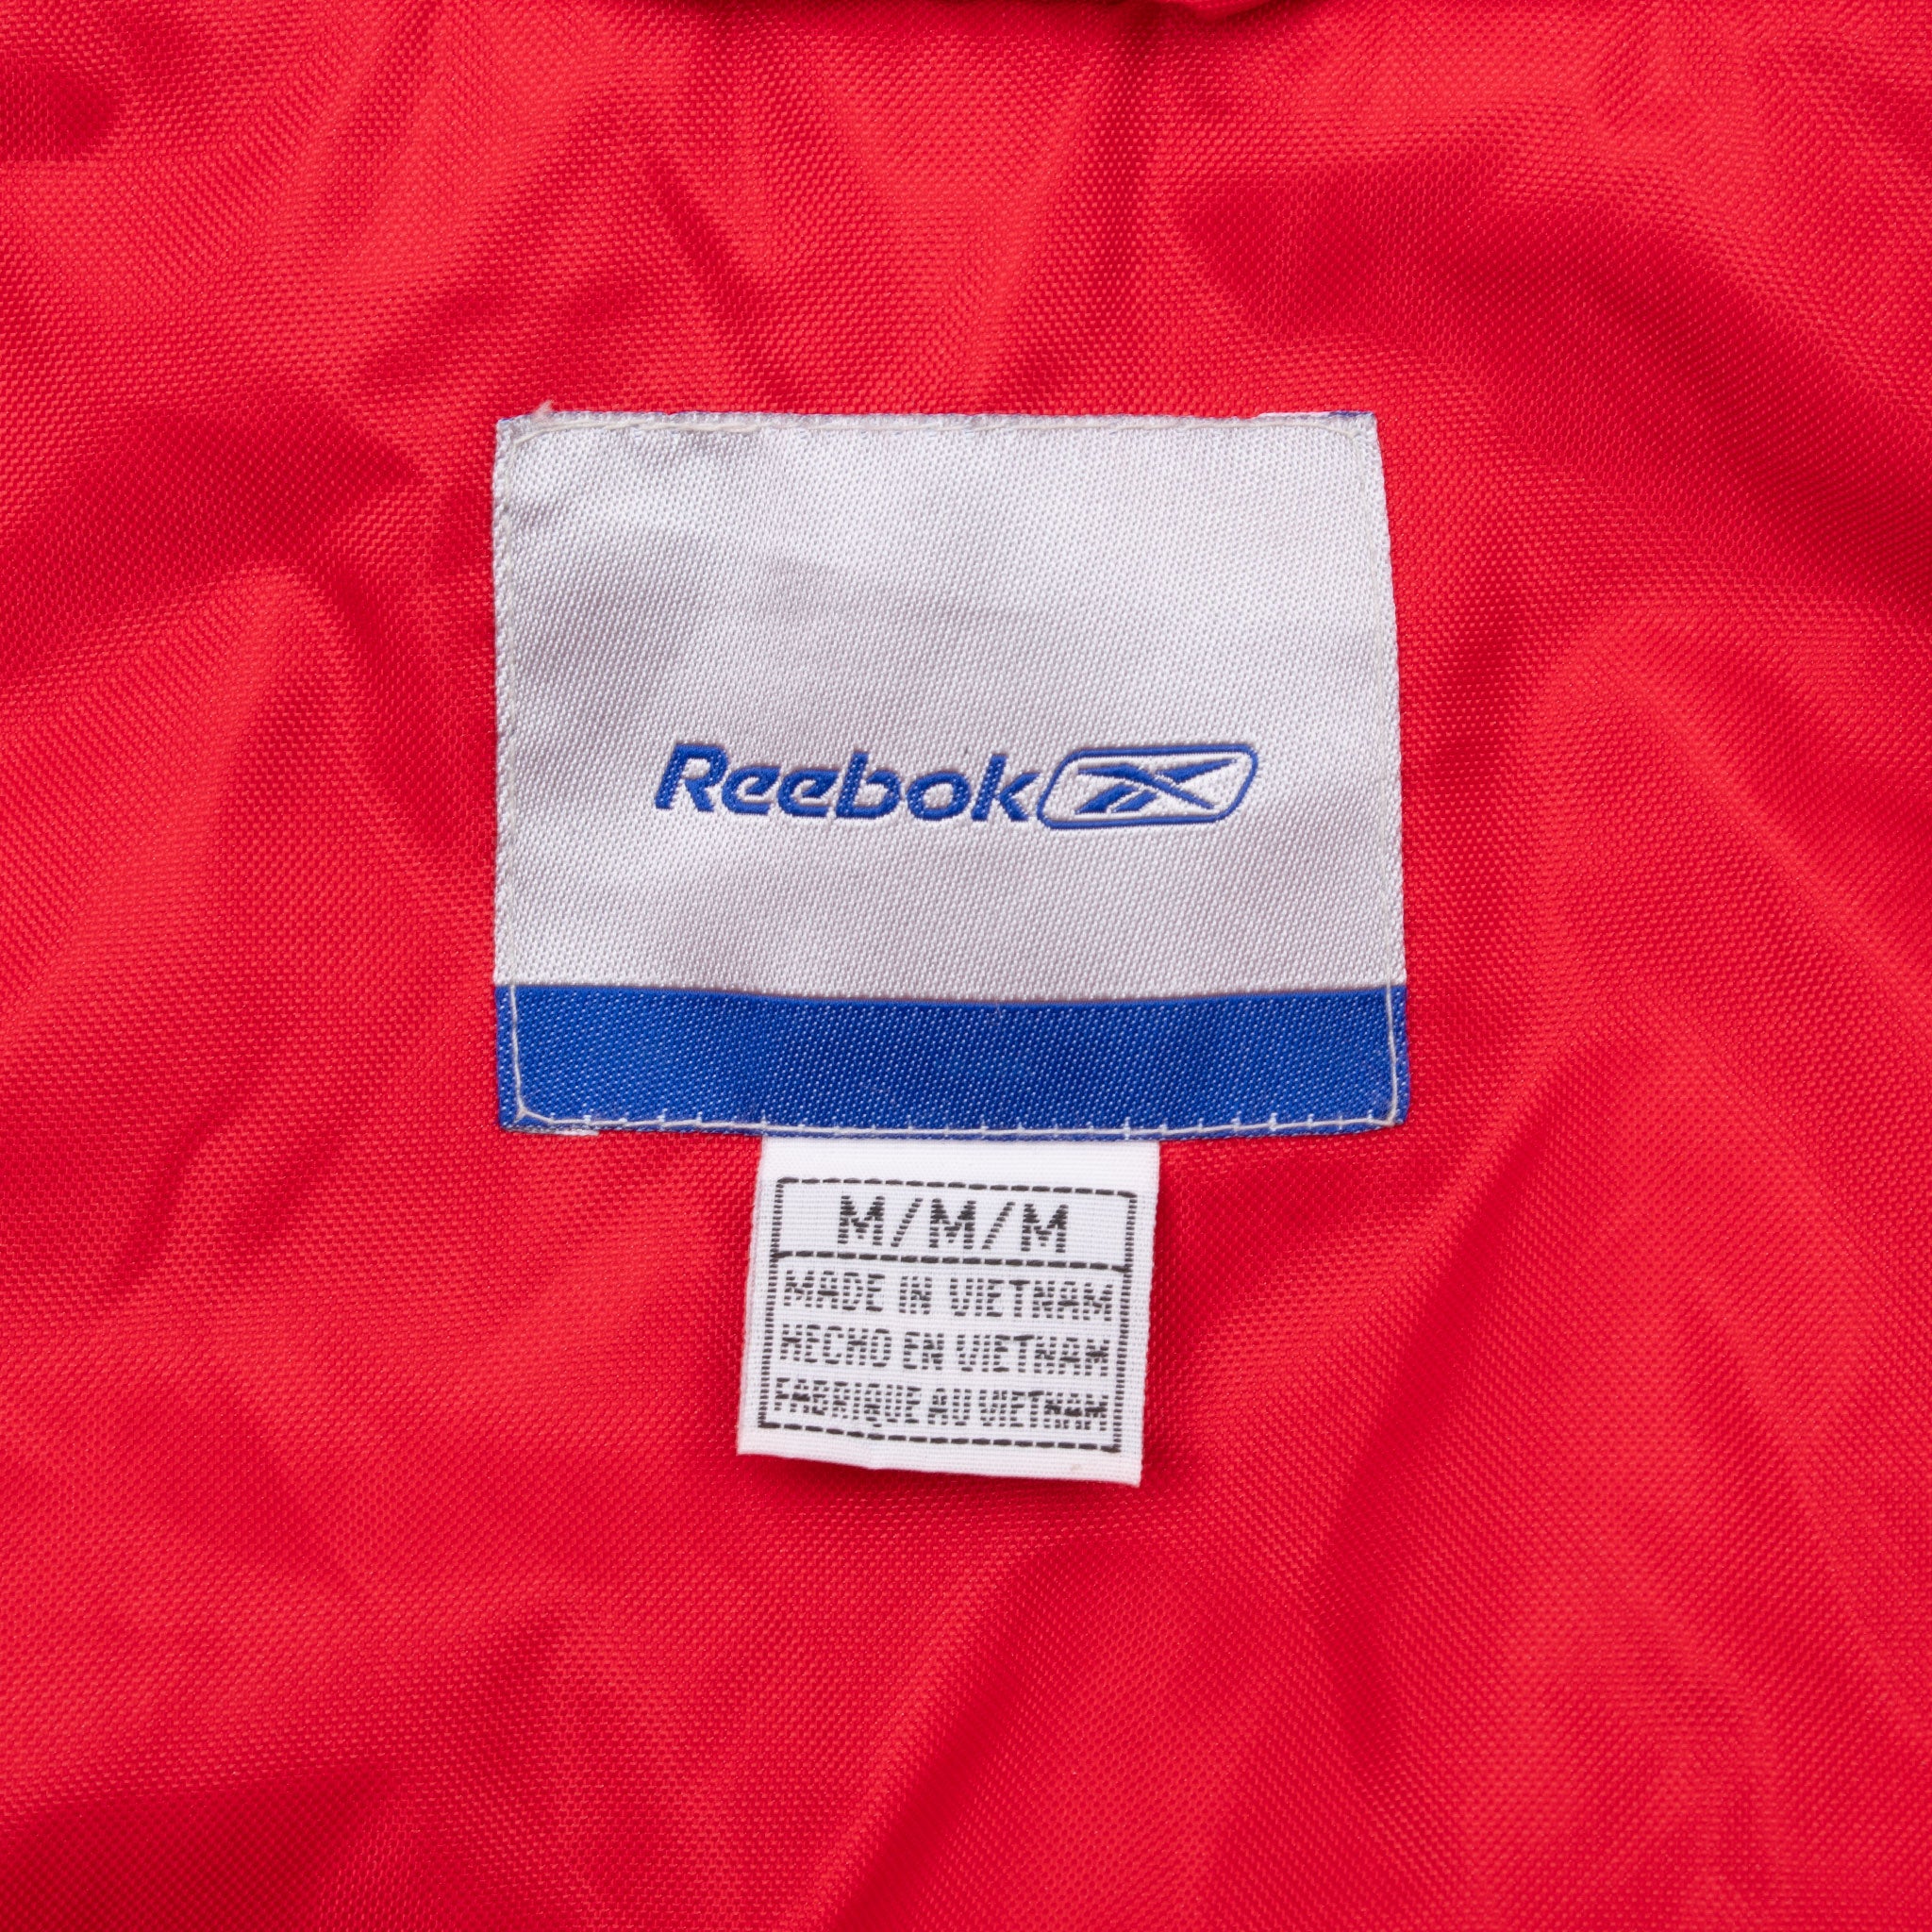 Reebok
M/M/M
MADE IN VIETNAM
HECHO EN VIETNAM
FABRIQUE AU VIETNAM